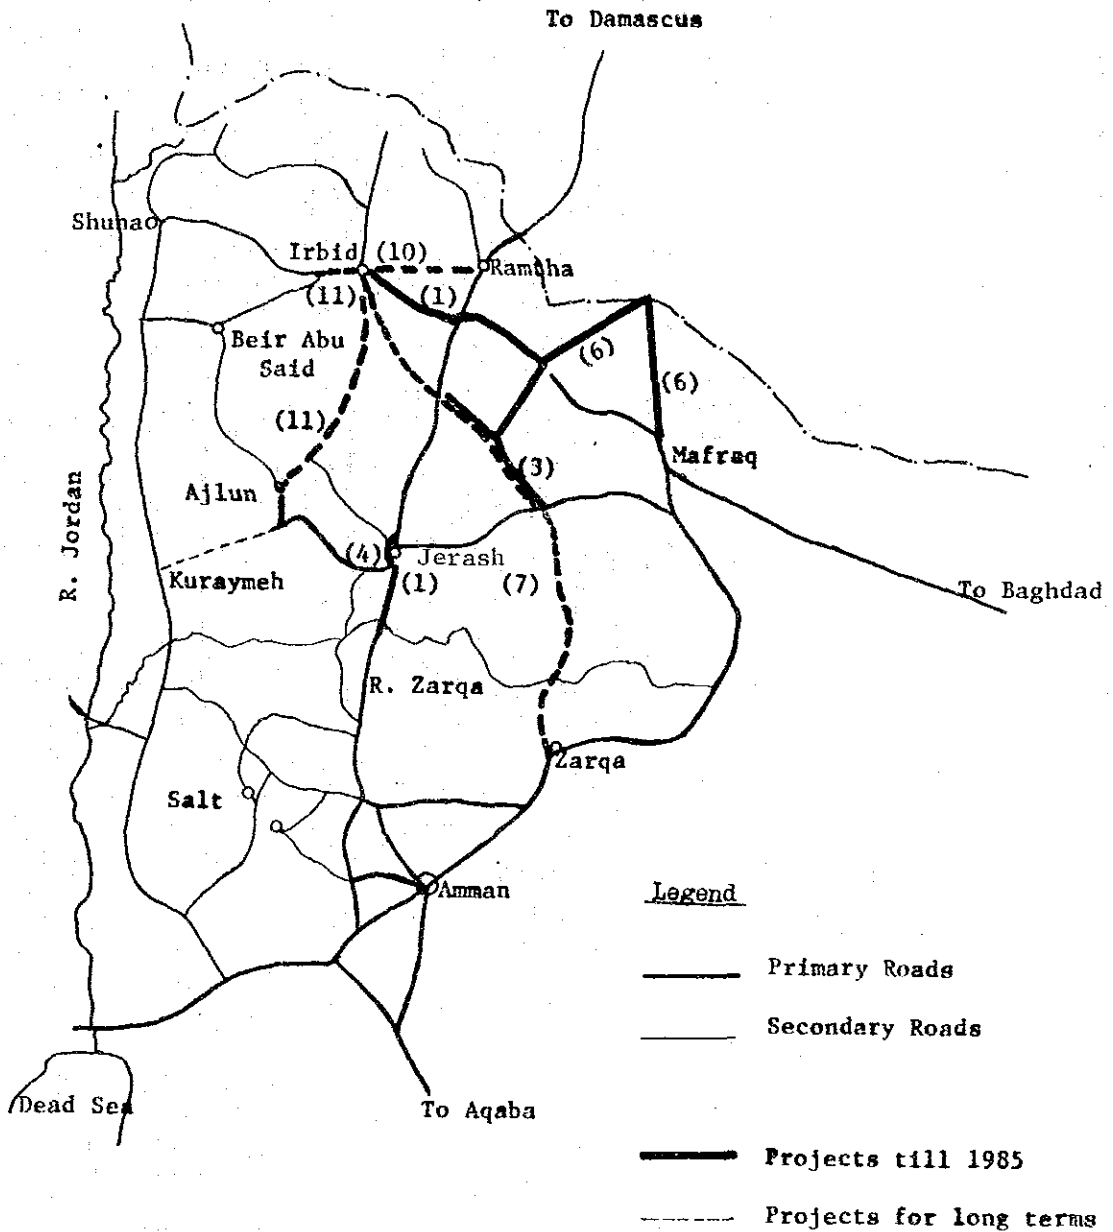 To Damascus
Shuna
Irbid
(10)
Ramtha
(11)
(1)
Beir Abu
Said
(6)
(6)
(11)
Mafraq
(3)
Ajlun
R. Jordan
(4)
Jerash
Kuraymeh
(1)
(7)
To Baghdad
R. Zarqa
Zarqa
Salt
Amman
Legend
Primary Roads
Secondary Roads
Dead Sea
To Aqaba
Projects till 1985
Projects for long terms